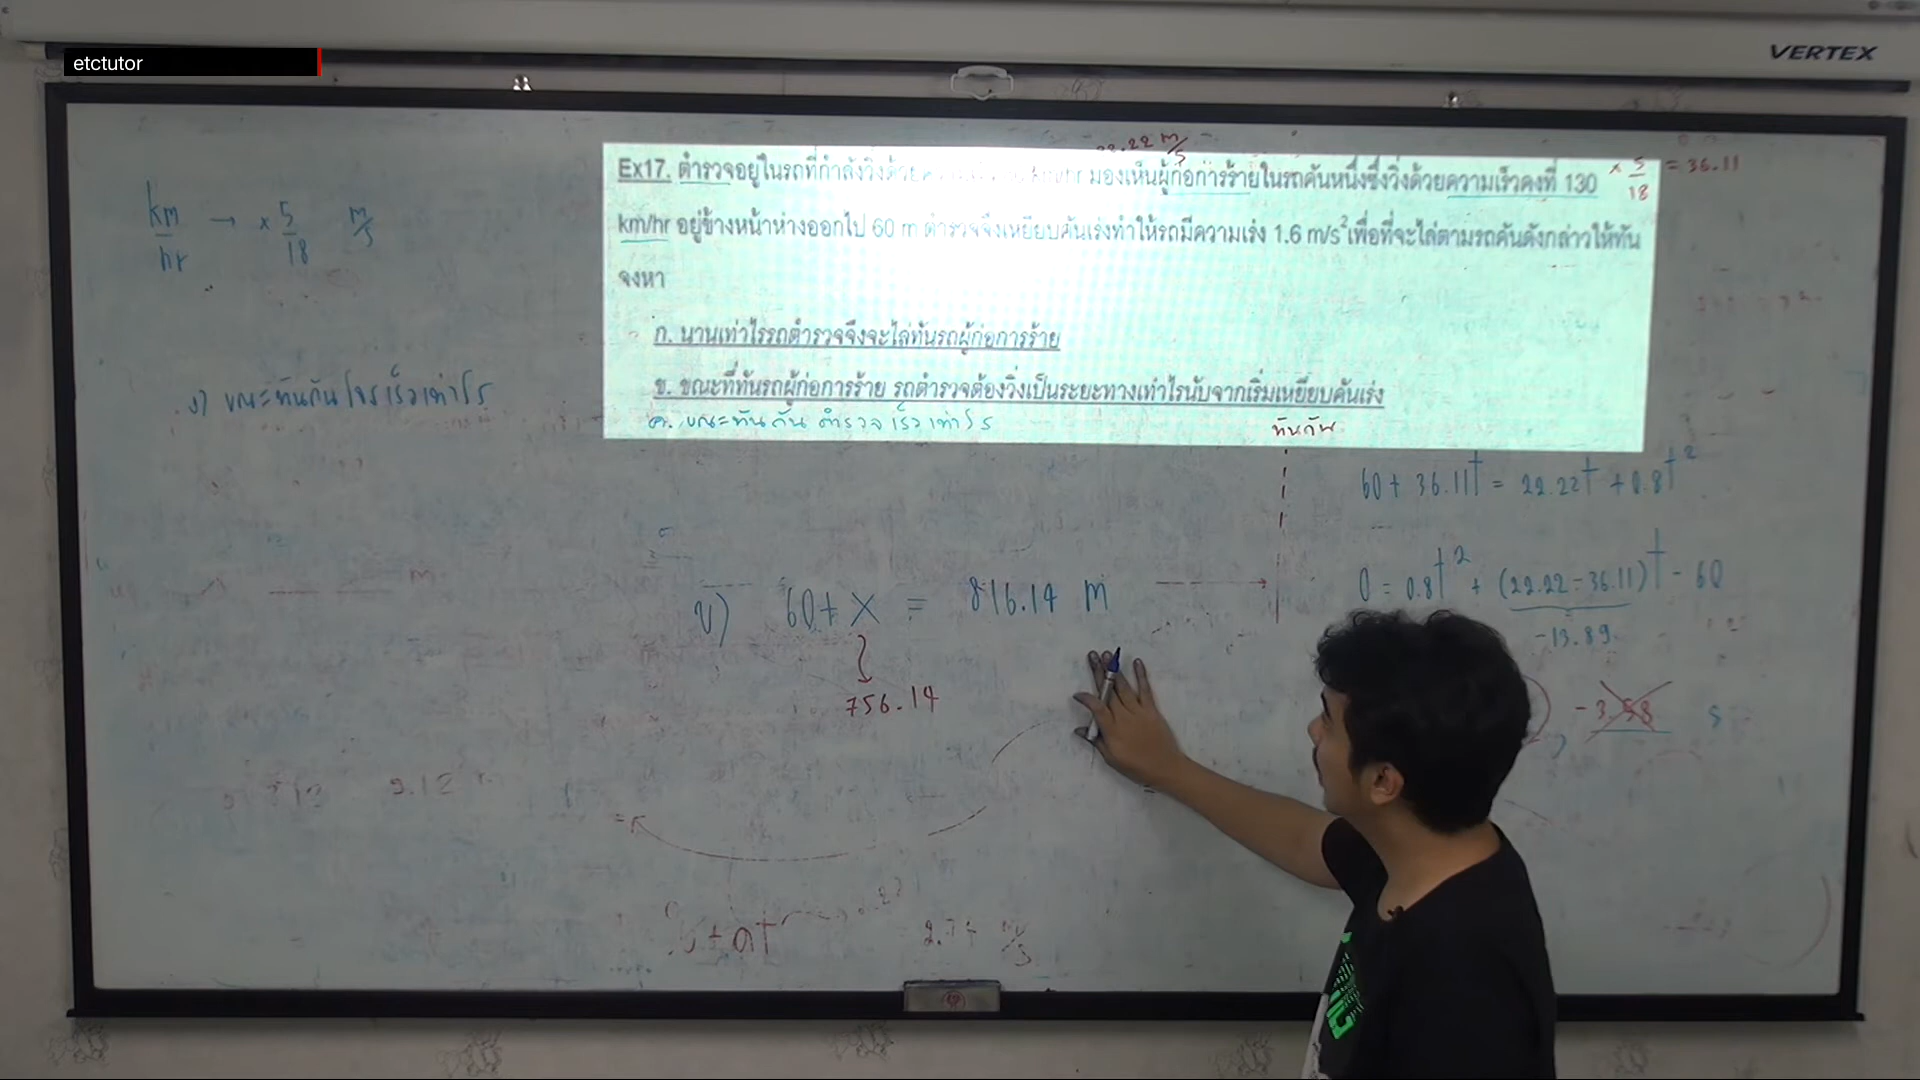 etctutor
VERTEX
22.22 m/s
Ex17. ตำรวจอยู่ในรถที่กำลังวิ่งด้วย km/hr มองเห็นผู้ก่อการร้ายในรถคันหนึ่งซึ่งวิ่งด้วยความเร็วคงที่ 130 × 5/18 = 36.11
km/hr อยู่ข้างหน้าห่างออกไป 60 m ตำรวจจึงเหยียบคันเร่งทำให้รถมีความเร่ง 1.6 m/s² เพื่อที่จะไล่ตามรถคันดังกล่าวให้ทัน
จงหา
ก. นานเท่าไรรถตำรวจจึงจะไล่ทันรถผู้ก่อการร้าย
ข. ขณะที่ทันรถผู้ก่อการร้าย รถตำรวจต้องวิ่งเป็นระยะทางเท่าไรนับจากเริ่มเหยียบคันเร่ง
ค. ขณะทันกันตำรวจเร็วเท่าไร
ทันกัน
km/hr → × 5/18 m/s
ง) ขณะทันกันโจรเร็วเท่าไร
60 + 36.11t = 22.22t + 0.8t²
0 = 0.8t² + (22.22 - 36.11)t - 60
-13.89
ข) 60 + x = 816.14 m
756.14
-3.58 s
u + at